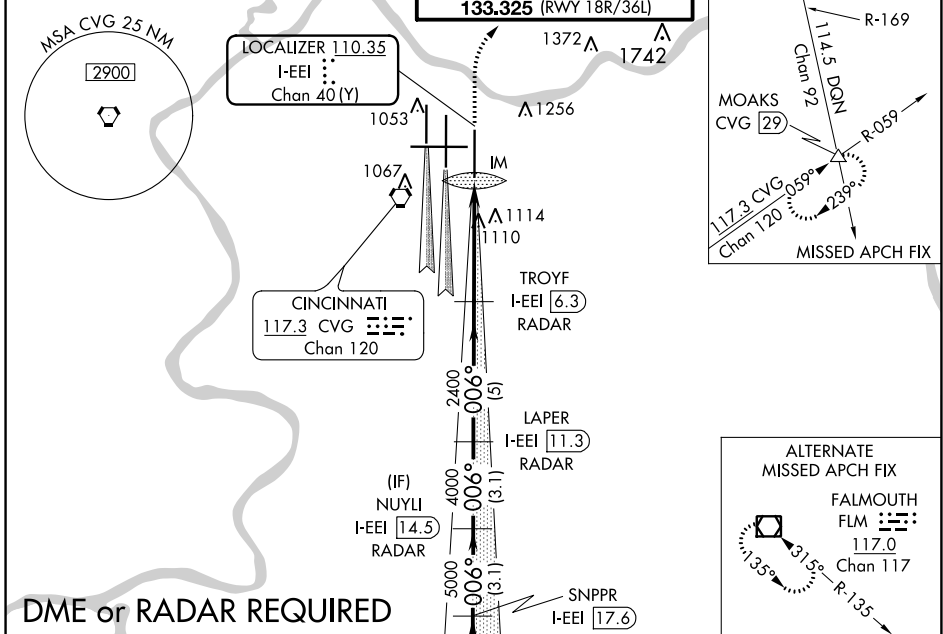 133.325 (RWY 18R/36L)
MSA CVG 25 NM
2900
LOCALIZER 110.35
I-EEI
Chan 40 (Y)
1372
1742
1053
1256
1067
IM
1114
1110
R-169
114.5 DQN
Chan 92
MOAKS
CVG 29
R-059
059°
239°
117.3 CVG
Chan 120
MISSED APCH FIX
CINCINNATI
117.3 CVG
Chan 120
TROYF
I-EEI 6.3
RADAR
2400
006°
(5)
LAPER
I-EEI 11.3
RADAR
4000
006°
(3.1)
(IF)
NUYLI
I-EEI 14.5
RADAR
5000
006°
(3.1)
SNPPR
I-EEI 17.6
ALTERNATE
MISSED APCH FIX
FALMOUTH
FLM
117.0
Chan 117
135°
315°
R-135
DME or RADAR REQUIRED